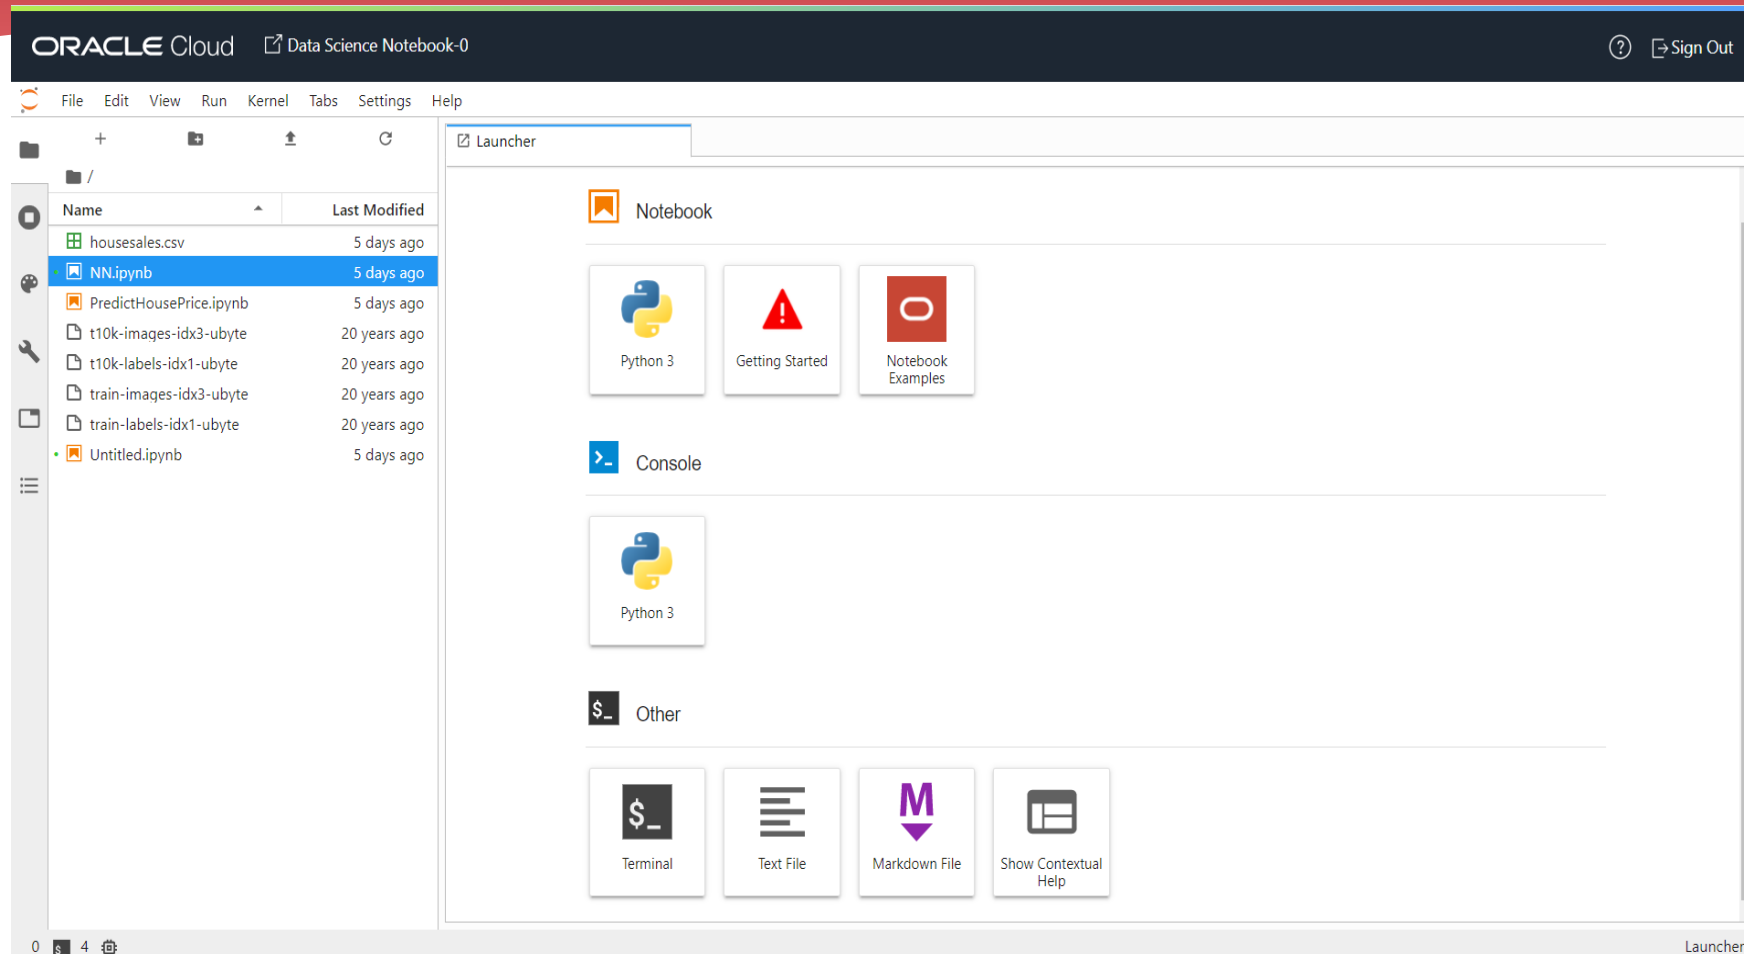 ORACLE Cloud Data Science Notebook-0 ? Sign Out
File Edit View Run Kernel Tabs Settings Help
+ Launcher
/
Name Last Modified
housesales.csv 5 days ago
NN.ipynb 5 days ago
PredictHousePrice.ipynb 5 days ago
t10k-images-idx3-ubyte 20 years ago
t10k-labels-idx1-ubyte 20 years ago
train-images-idx3-ubyte 20 years ago
train-labels-idx1-ubyte 20 years ago
Untitled.ipynb 5 days ago
Notebook
Python 3
Getting Started
Notebook
Examples
>_ Console
Python 3
$_ Other
$_
Terminal
Text File
M
Markdown File
Show Contextual
Help
0 $ 4 Launcher